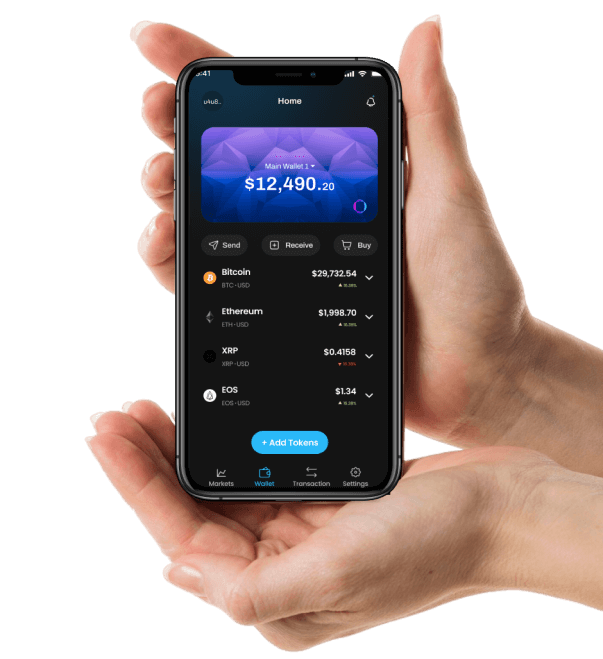 9:41
Home
Main Wallet 1
$12,490.20
Send
Receive
Buy
Bitcoin
$29,732.54
BTC-USD
Ethereum
$1,998.70
ETH-USD
XRP
$0.4158
XRP-USD
EOS
$1.34
EOS-USD
+ Add Tokens
Markets
Wallet
Transaction
Settings